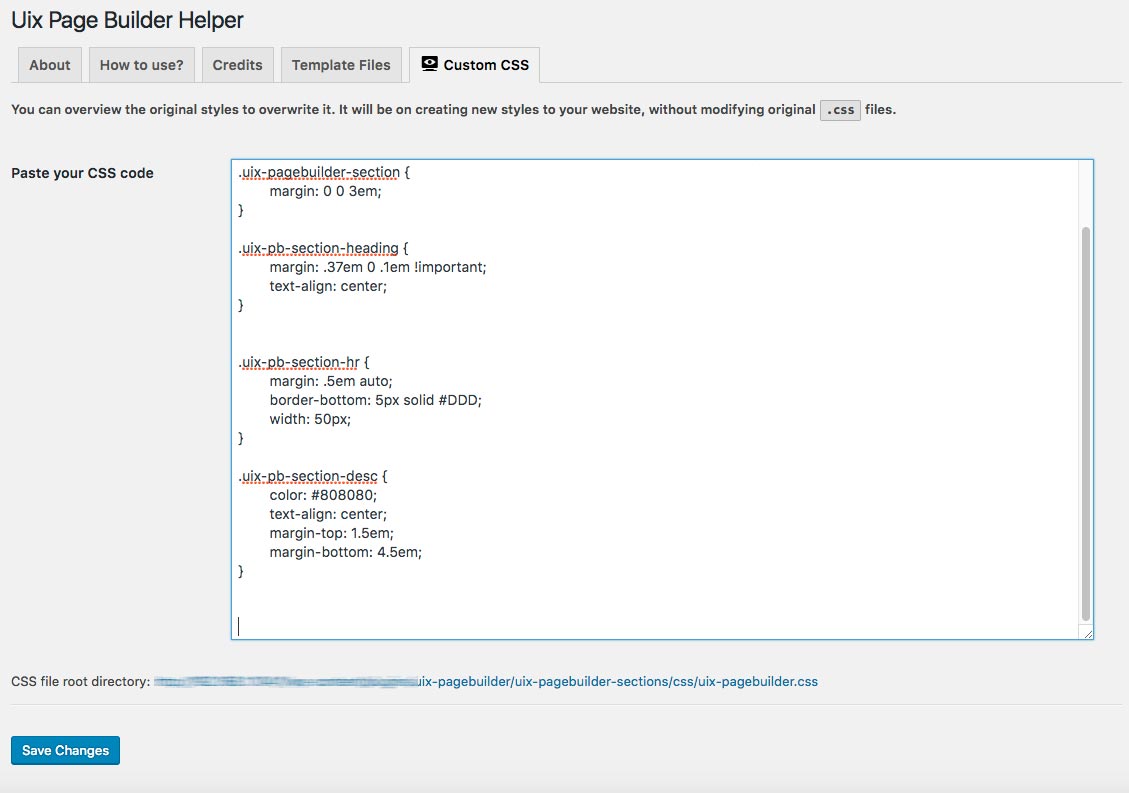 Uix Page Builder Helper
About How to use? Credits Template Files Custom CSS
You can overview the original styles to overwrite it. It will be on creating new styles to your website, without modifying original .css files.
Paste your CSS code
.uix-pagebuilder-section {
margin: 0 0 3em;
}
.uix-pb-section-heading {
margin: .37em 0 .1em !important;
text-align: center;
}
.uix-pb-section-hr {
margin: .5em auto;
border-bottom: 5px solid #DDD;
width: 50px;
}
.uix-pb-section-desc {
color: #808080;
text-align: center;
margin-top: 1.5em;
margin-bottom: 4.5em;
}
CSS file root directory: uix-pagebuilder/uix-pagebuilder-sections/css/uix-pagebuilder.css
Save Changes